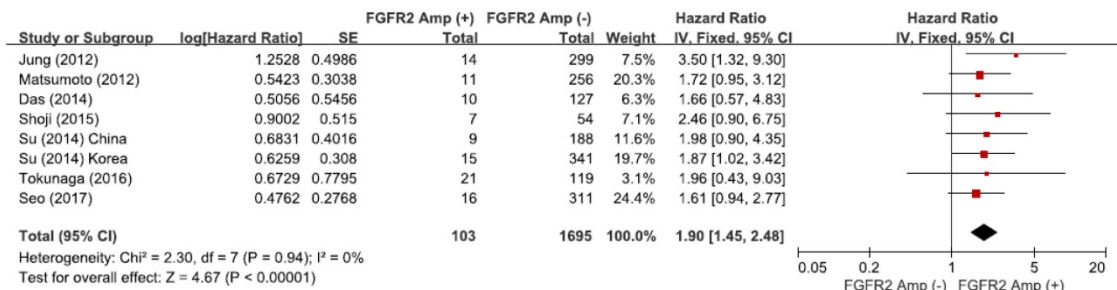 FGFR2 Amp (+) FGFR2 Amp (-) Hazard Ratio Hazard Ratio
Study or Subgroup log[Hazard Ratio] SE Total Total Weight IV, Fixed, 95% CI IV, Fixed, 95% CI
Jung (2012) 1.2528 0.4986 14 299 7.5% 3.50 [1.32, 9.30]
Matsumoto (2012) 0.5423 0.3038 11 256 20.3% 1.72 [0.95, 3.12]
Das (2014) 0.5056 0.5456 10 127 6.3% 1.66 [0.57, 4.83]
Shoji (2015) 0.9002 0.515 7 54 7.1% 2.46 [0.90, 6.75]
Su (2014) China 0.6831 0.4016 9 188 11.6% 1.98 [0.90, 4.35]
Su (2014) Korea 0.6259 0.308 15 341 19.7% 1.87 [1.02, 3.42]
Tokunaga (2016) 0.6729 0.7795 21 119 3.1% 1.96 [0.43, 9.03]
Seo (2017) 0.4762 0.2768 16 311 24.4% 1.61 [0.94, 2.77]
Total (95% CI) 103 1695 100.0% 1.90 [1.45, 2.48]
Heterogeneity: Chi² = 2.30, df = 7 (P = 0.94); I² = 0%
Test for overall effect: Z = 4.67 (P < 0.00001)
0.05 0.2 1 5 20
FGFR2 Amp (-) FGFR2 Amp (+)